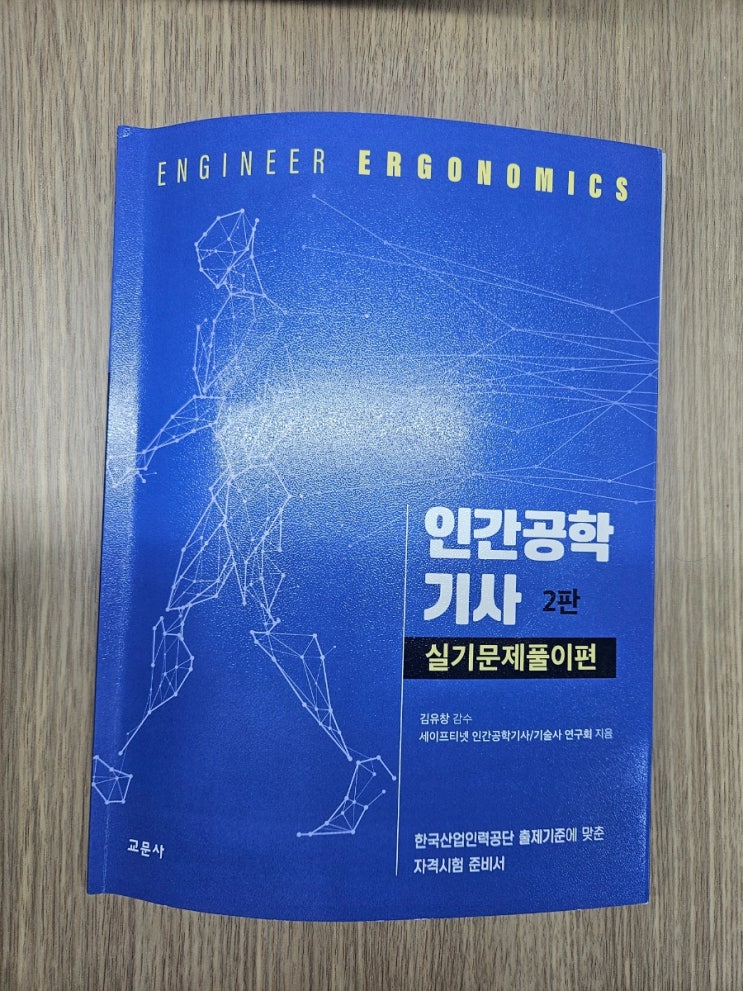 ENGINEER ERGONOMICS
인간공학
기사 2판
실기문제풀이편
김유창 감수
세이프티넷 인간공학기사/기술사 연구회 지음
한국산업인력공단 출제기준에 맞춘
자격시험 준비서
교문사